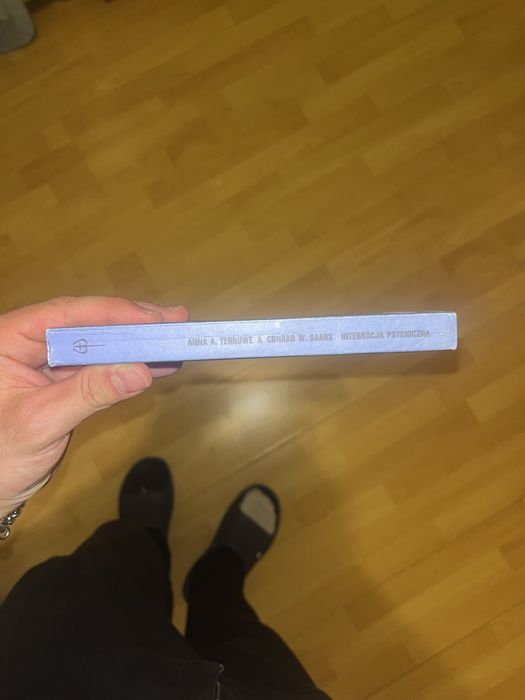 ANNA A. TERRUWE & CONRAD W. BAARS INTEGRACJA PSYCHICZNA